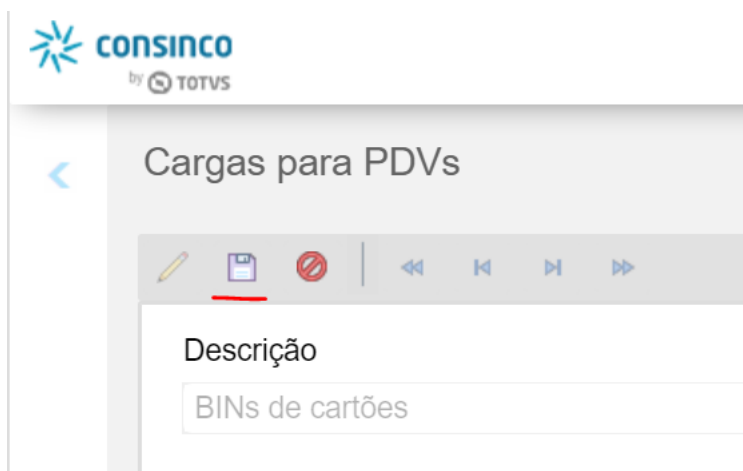 consinco
by TOTVS
Cargas para PDVs
Descrição
BINs de cartões